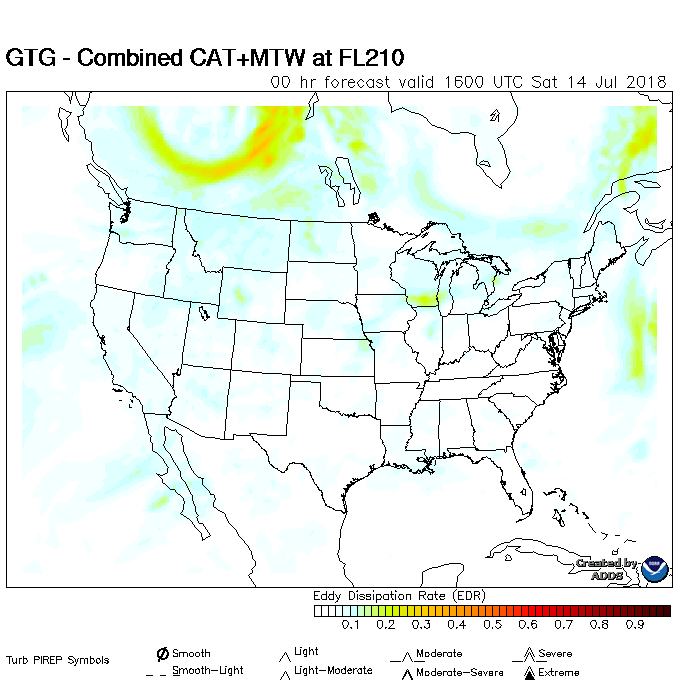 GTG - Combined CAT+MTW at FL210
00 hr forecast valid 1600 UTC Sat 14 Jul 2018
Created by
ADDS
Eddy Dissipation Rate (EDR)
0.1 0.2 0.3 0.4 0.5 0.6 0.7 0.8 0.9
Turb PIREP Symbols
Smooth Light Moderate Severe
Smooth-Light Light-Moderate Moderate-Severe Extreme